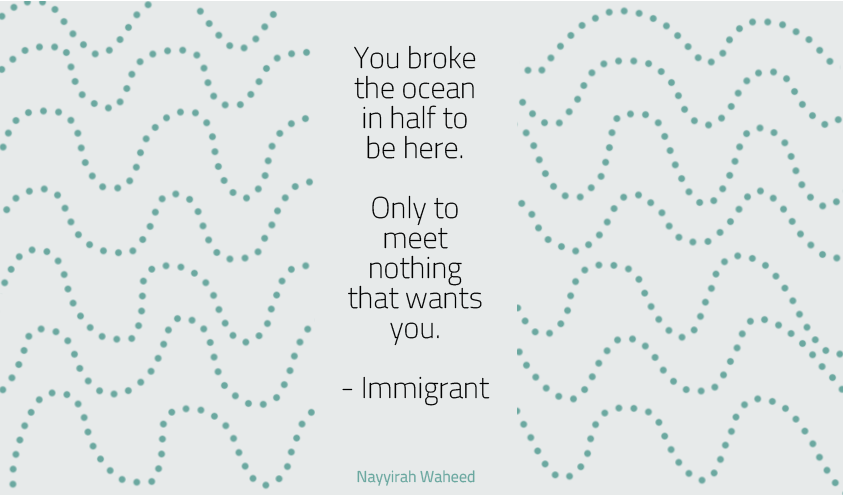 You broke
the ocean
in half to
be here.
Only to
meet
nothing
that wants
you.
- Immigrant
Nayyirah Waheed